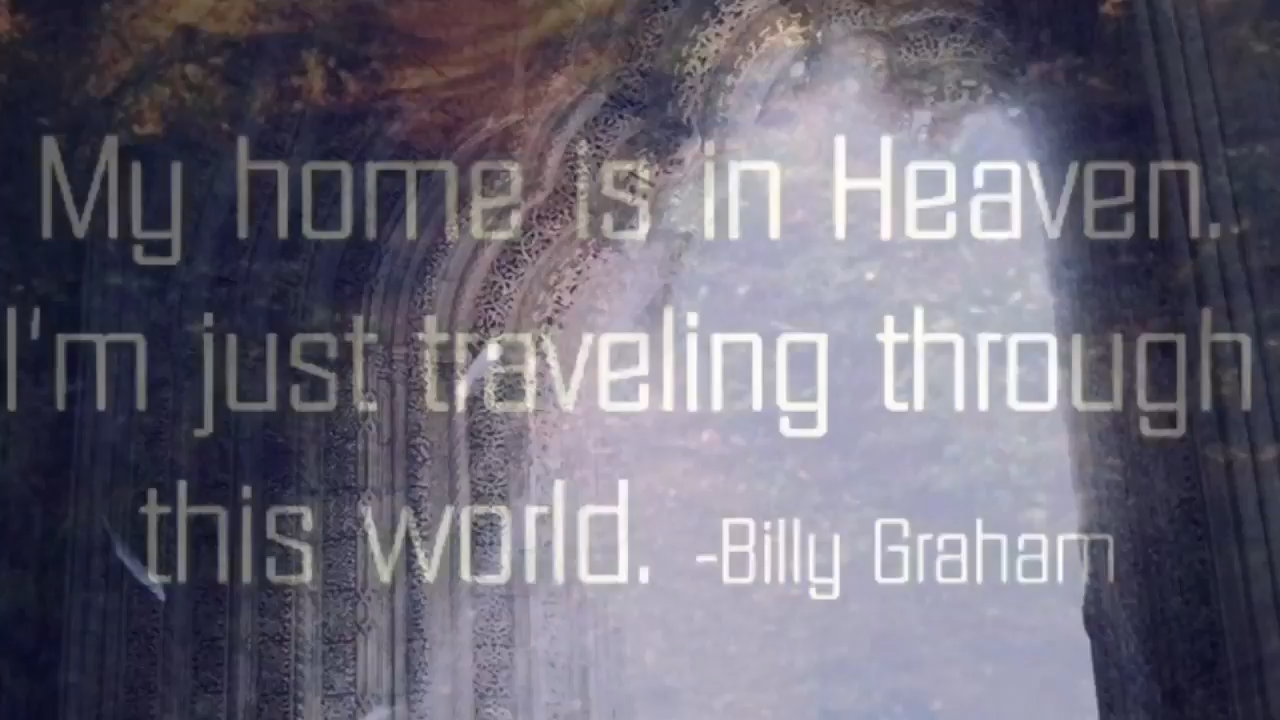 My home is in Heaven.
I'm just traveling through
this world. -Billy Graham